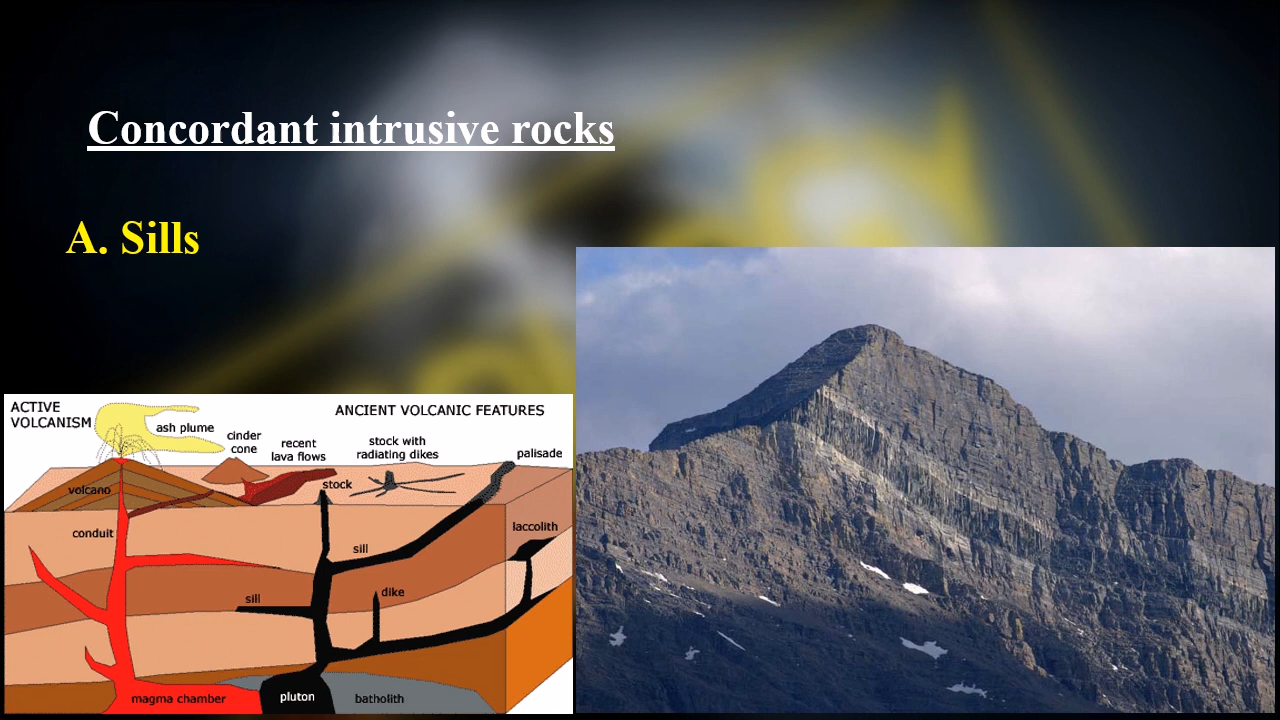 Concordant intrusive rocks
A. Sills
ACTIVE
VOLCANISM
ANCIENT VOLCANIC FEATURES
ash plume
cinder
cone
recent
lava flows
stock with
radiating dikes
palisade
volcano
stock
conduit
laccolith
sill
sill
dike
magma chamber
pluton
batholith